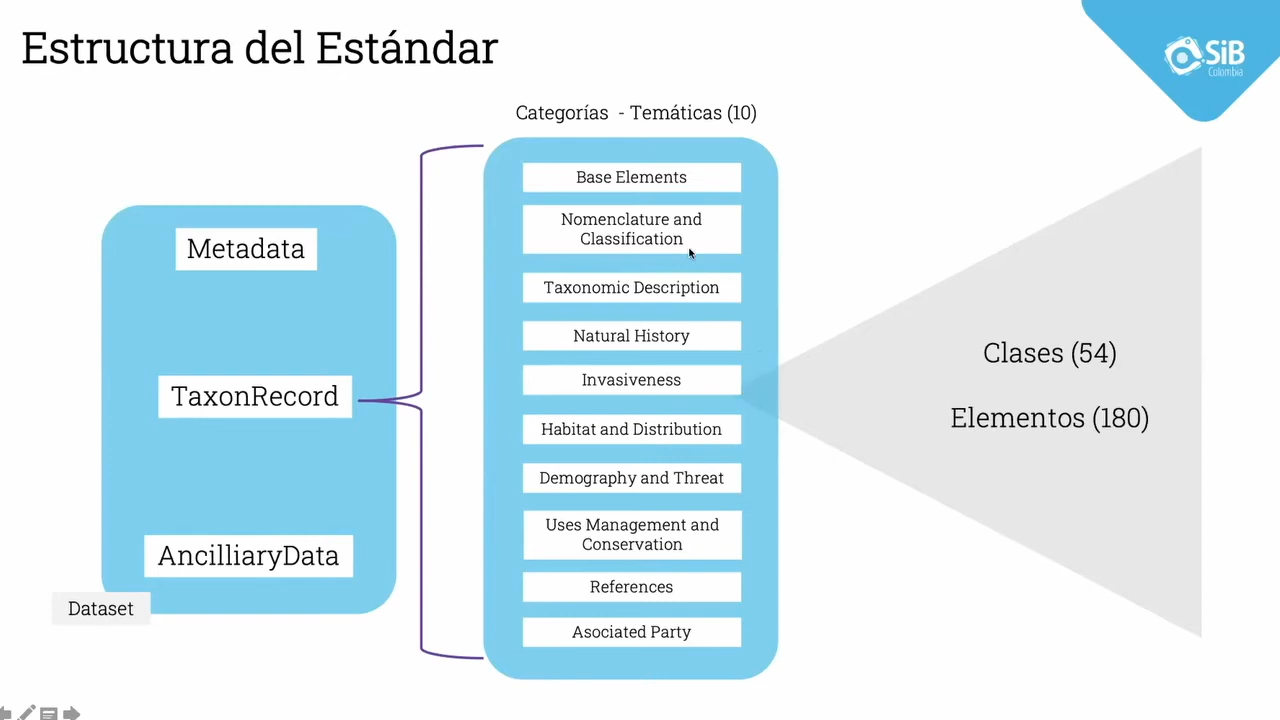 Estructura del Estándar
SiB
Colombia
Categorías - Temáticas (10)
Metadata
TaxonRecord
AncilliaryData
Dataset
Base Elements
Nomenclature and
Classification
Taxonomic Description
Natural History
Invasiveness
Habitat and Distribution
Demography and Threat
Uses Management and
Conservation
References
Asociated Party
Clases (54)
Elementos (180)